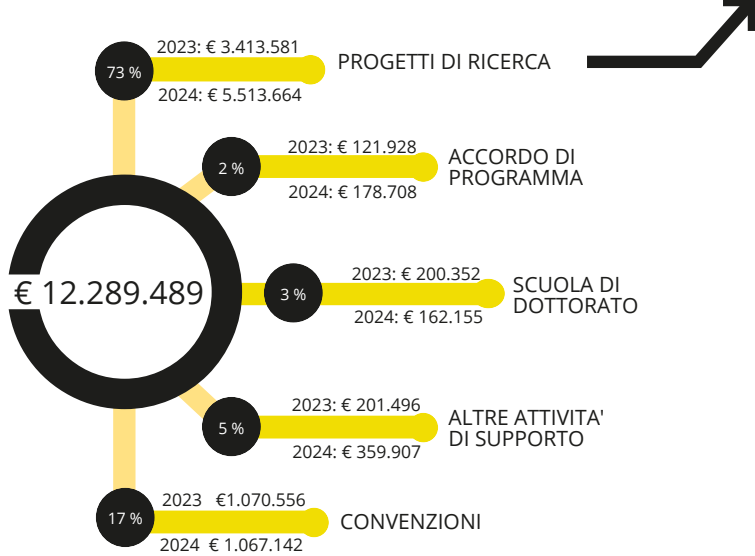 € 12.289.489
73 %
2023: € 3.413.581
2024: € 5.513.664
PROGETTI DI RICERCA
2 %
2023: € 121.928
2024: € 178.708
ACCORDO DI
PROGRAMMA
3 %
2023: € 200.352
2024: € 162.155
SCUOLA DI
DOTTORATO
5 %
2023: € 201.496
2024: € 359.907
ALTRE ATTIVITA'
DI SUPPORTO
17 %
2023 €1.070.556
2024 € 1.067.142
CONVENZIONI